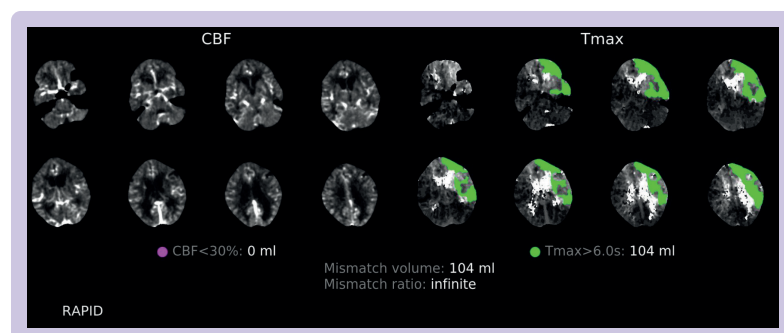 CBF
Tmax
CBF<30%: 0 ml
Tmax>6.0s: 104 ml
Mismatch volume: 104 ml
Mismatch ratio: infinite
RAPID